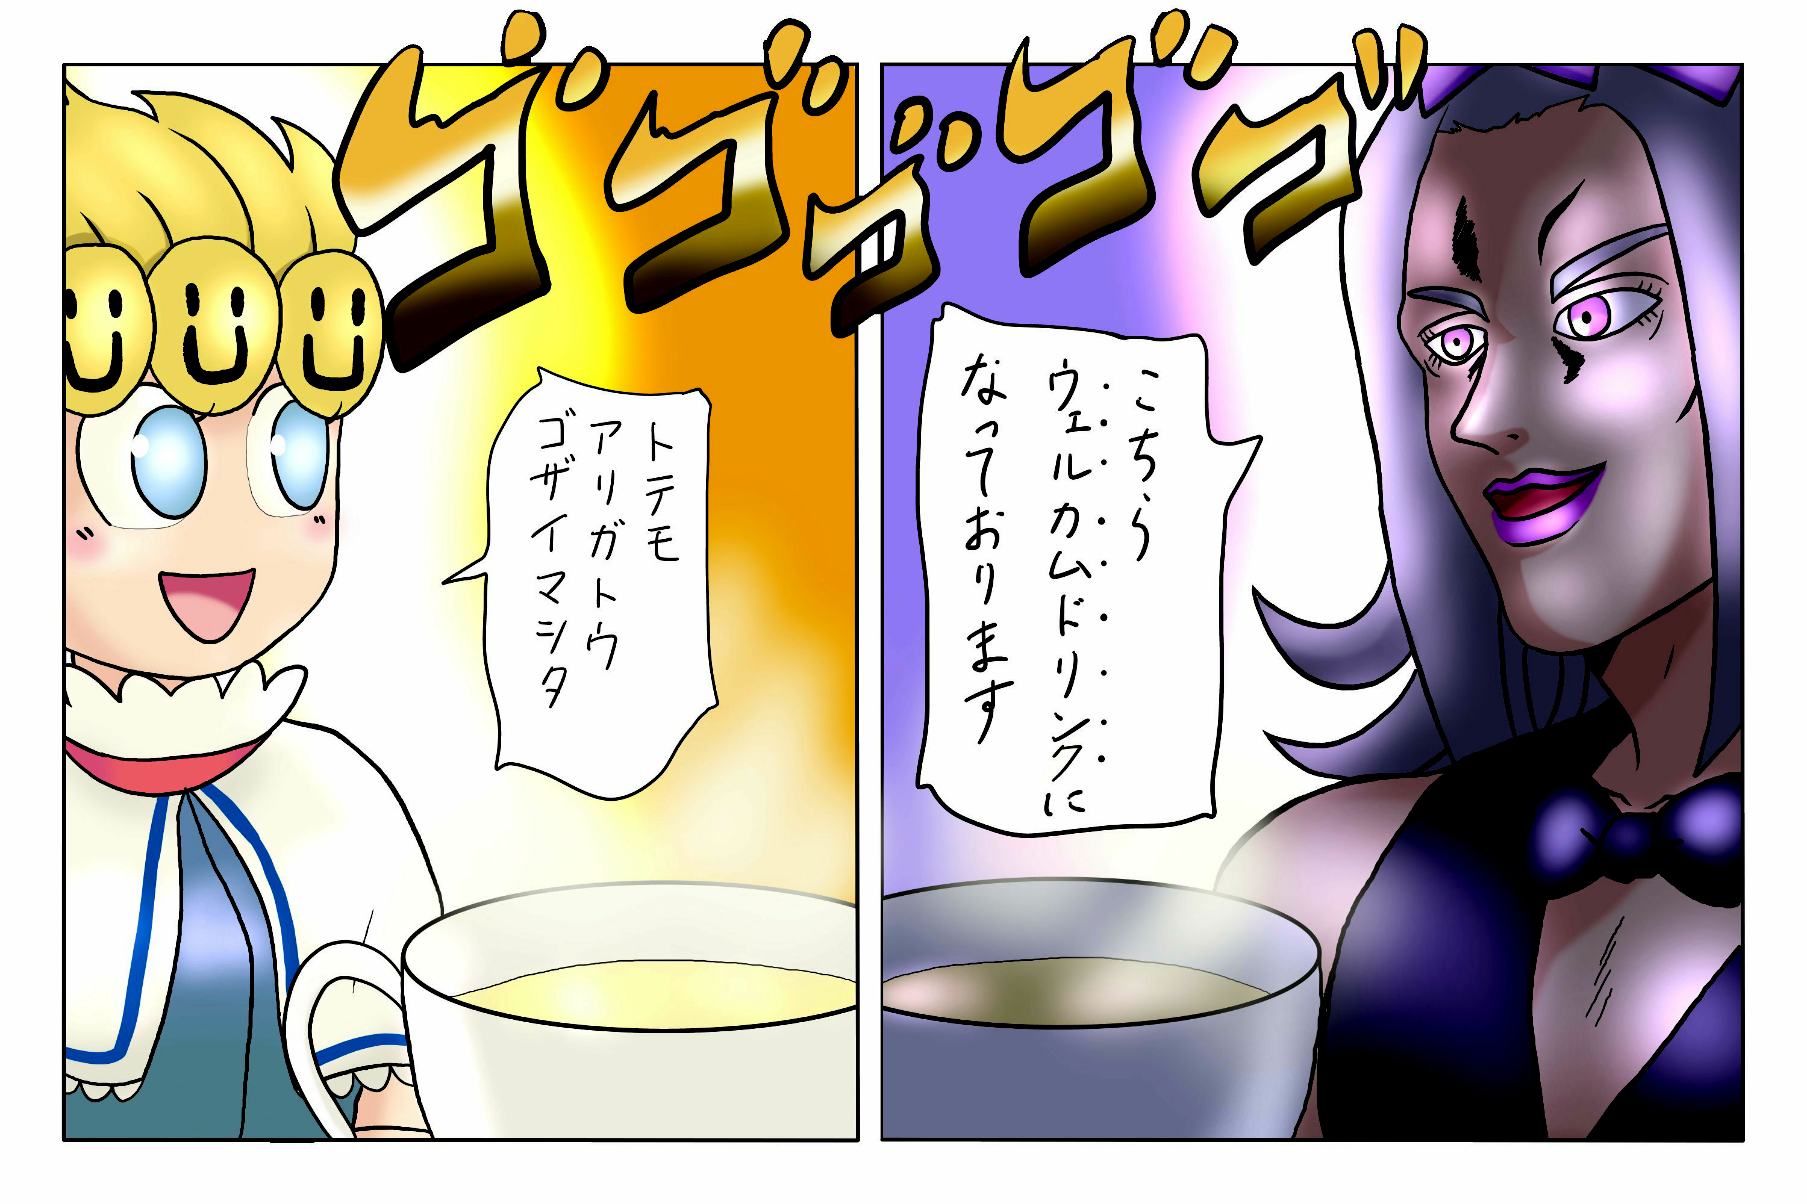 ゴゴゴゴゴ
こちら
ウェルカムドリンクに
なっております
トテモ
アリガトウ
ゴザイマシタ